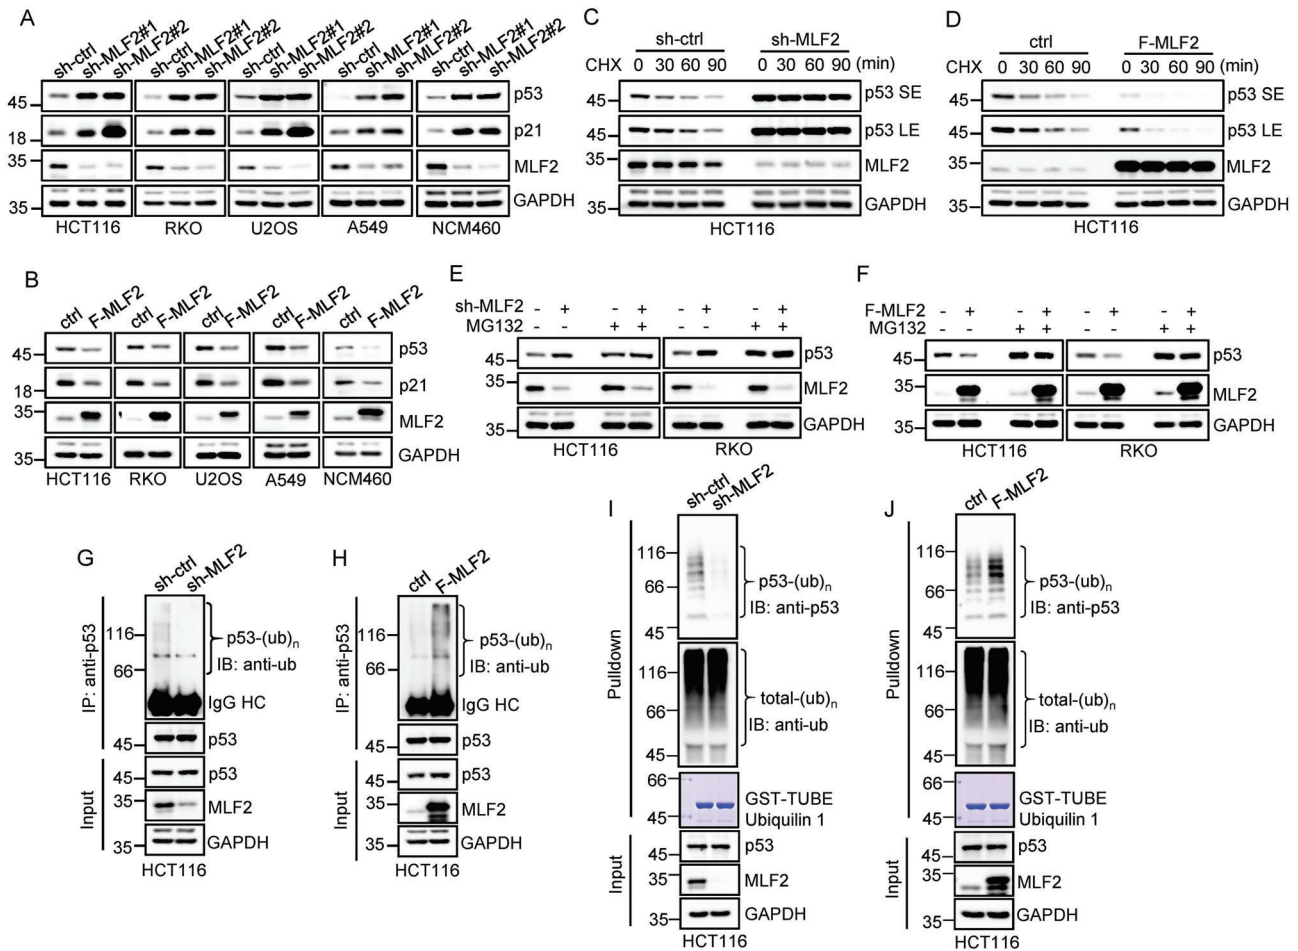 A
sh-ctrl sh-MLF2#1 sh-MLF2#2 sh-ctrl sh-MLF2#1 sh-MLF2#2 sh-ctrl sh-MLF2#1 sh-MLF2#2 sh-ctrl sh-MLF2#1 sh-MLF2#2 sh-ctrl sh-MLF2#1 sh-MLF2#2
45 p53
18 p21
35 MLF2
35 GAPDH
HCT116 RKO U2OS A549 NCM460
C
sh-ctrl sh-MLF2
CHX 0 30 60 90 0 30 60 90 (min)
45 p53 SE
45 p53 LE
35 MLF2
35 GAPDH
HCT116
D
ctrl F-MLF2
CHX 0 30 60 90 0 30 60 90 (min)
45 p53 SE
45 p53 LE
35 MLF2
35 GAPDH
HCT116
B
ctrl F-MLF2 ctrl F-MLF2 ctrl F-MLF2 ctrl F-MLF2 ctrl F-MLF2
45 p53
18 p21
35 MLF2
35 GAPDH
HCT116 RKO U2OS A549 NCM460
E
sh-MLF2 - + - + - + - +
MG132 - - + + - - + +
45 p53
35 MLF2
35 GAPDH
HCT116 RKO
F
F-MLF2 - + - + - + - +
MG132 - - + + - - + +
45 p53
35 MLF2
35 GAPDH
HCT116 RKO
G
sh-ctrl sh-MLF2
IP: anti-p53
116 p53-(ub)n
66 IB: anti-ub
IgG HC
45 p53
Input
45 p53
35 MLF2
35 GAPDH
HCT116
H
ctrl F-MLF2
IP: anti-p53
116 p53-(ub)n
66 IB: anti-ub
IgG HC
45 p53
Input
45 p53
35 MLF2
35 GAPDH
HCT116
I
sh-ctrl sh-MLF2
Pulldown
116
66 p53-(ub)n
IB: anti-p53
45
116
total-(ub)n
66 IB: anti-ub
45
66
GST-TUBE
45 Ubiquilin 1
Input
45 p53
35 MLF2
35 GAPDH
HCT116
J
ctrl F-MLF2
Pulldown
116
66 p53-(ub)n
IB: anti-p53
45
116
total-(ub)n
66 IB: anti-ub
45
66
GST-TUBE
45 Ubiquilin 1
Input
45 p53
35 MLF2
35 GAPDH
HCT116